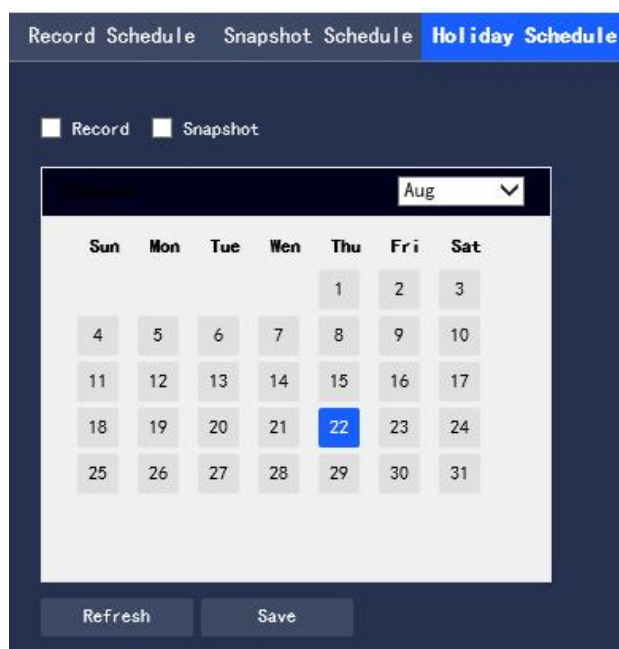 Record Schedule Snapshot Schedule Holiday Schedule
Record Snapshot
Aug
Sun Mon Tue Wen Thu Fri Sat
1 2 3
4 5 6 7 8 9 10
11 12 13 14 15 16 17
18 19 20 21 22 23 24
25 26 27 28 29 30 31
Refresh Save